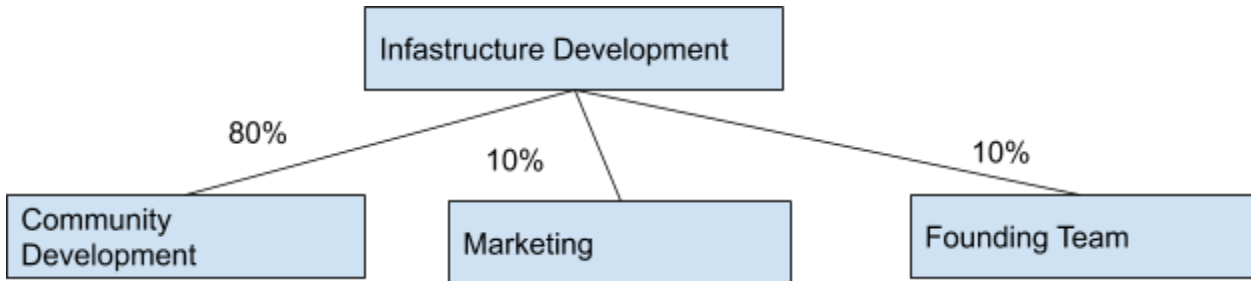 Infastructure Development
80%
10%
10%
Community
Development
Marketing
Founding Team